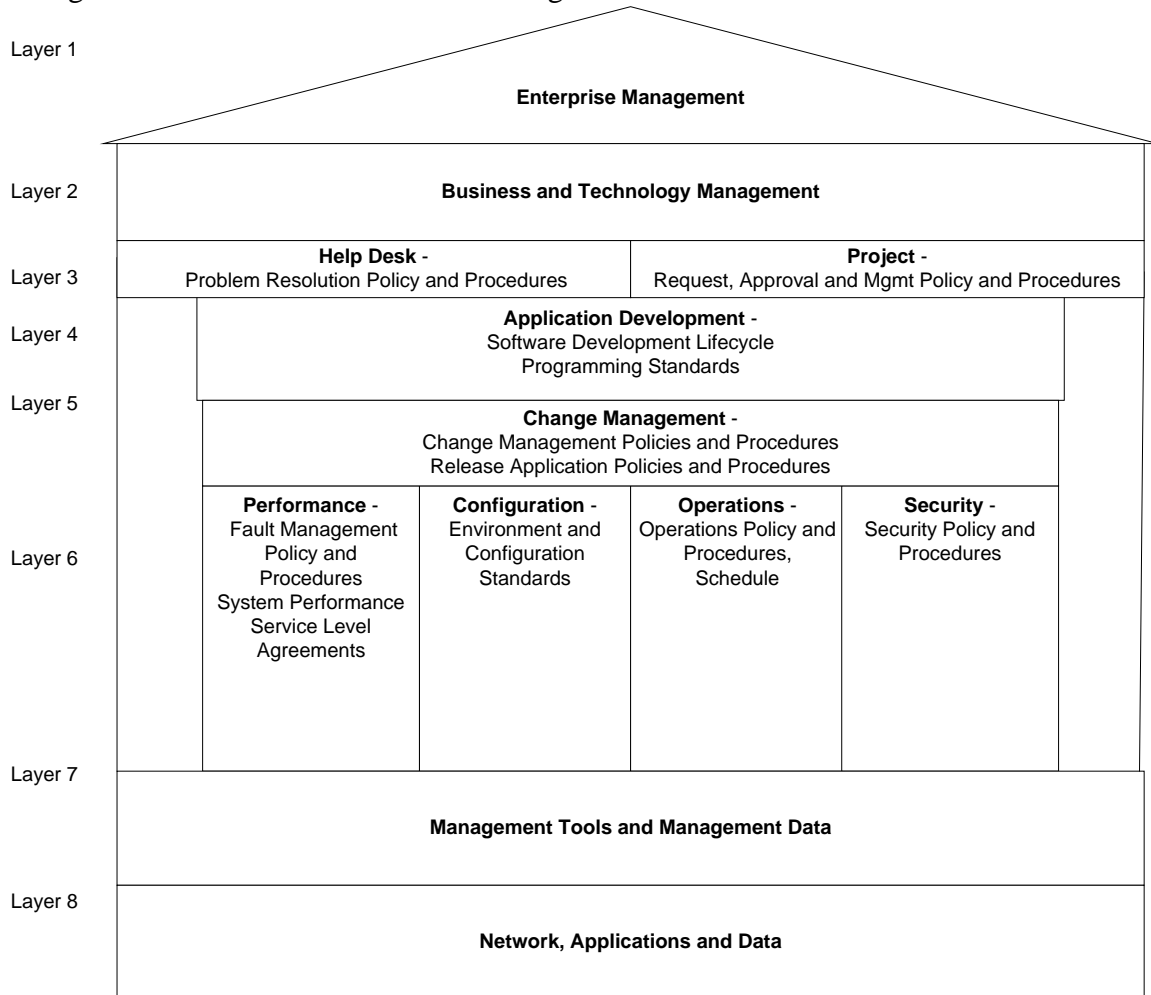 Layer 1
Enterprise Management
Layer 2
Business and Technology Management
Layer 3
Help Desk -
Problem Resolution Policy and Procedures
Project -
Request, Approval and Mgmt Policy and Procedures
Layer 4
Application Development -
Software Development Lifecycle
Programming Standards
Layer 5
Change Management -
Change Management Policies and Procedures
Release Application Policies and Procedures
Layer 6
Performance -
Fault Management
Policy and
Procedures
System Performance
Service Level
Agreements
Configuration -
Environment and
Configuration
Standards
Operations -
Operations Policy and
Procedures,
Schedule
Security -
Security Policy and
Procedures
Layer 7
Management Tools and Management Data
Layer 8
Network, Applications and Data